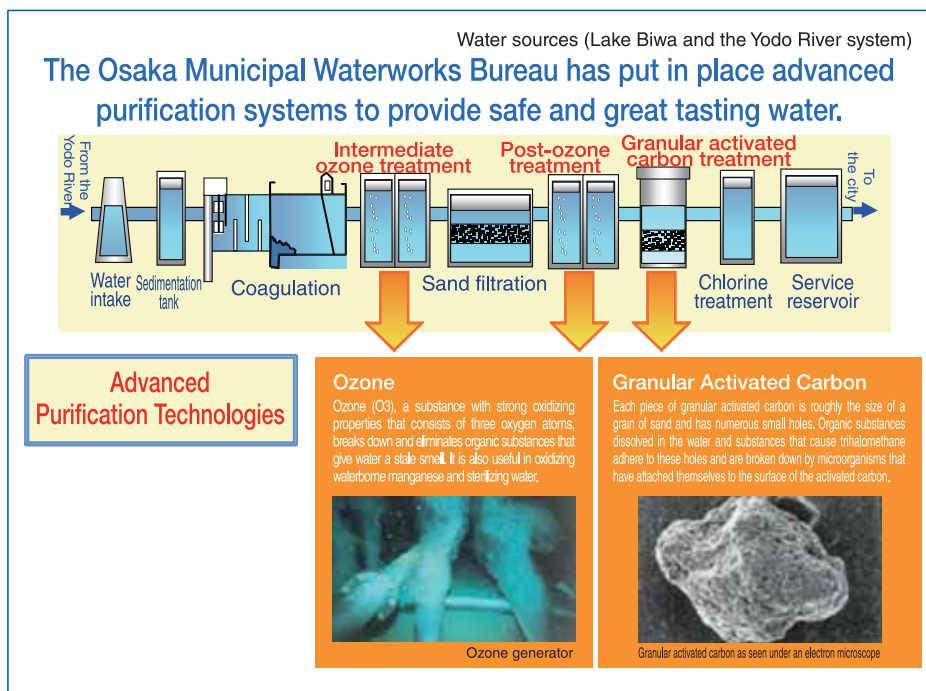 Water sources (Lake Biwa and the Yodo River system)
The Osaka Municipal Waterworks Bureau has put in place advanced
purification systems to provide safe and great tasting water.
From the
Yodo River
Intermediate
ozone treatment
Post-ozone
treatment
Granular activated
carbon treatment
To
the city
Water
intake
Sedimentation
tank
Coagulation
Sand filtration
Chlorine
treatment
Service
reservoir
Advanced
Purification Technologies
Ozone
Ozone (O3), a substance with strong oxidizing
properties that consists of three oxygen atoms,
breaks down and eliminates organic substances that
give water a stale smell. It is also useful in oxidizing
waterborne manganese and sterilizing water.
Ozone generator
Granular Activated Carbon
Each piece of granular activated carbon is roughly the size of a
grain of sand and has numerous small holes. Organic substances
dissolved in the water and substances that cause trihalomethane
adhere to these holes and are broken down by microorganisms that
have attached themselves to the surface of the activated carbon.
Granular activated carbon as seen under an electron microscope